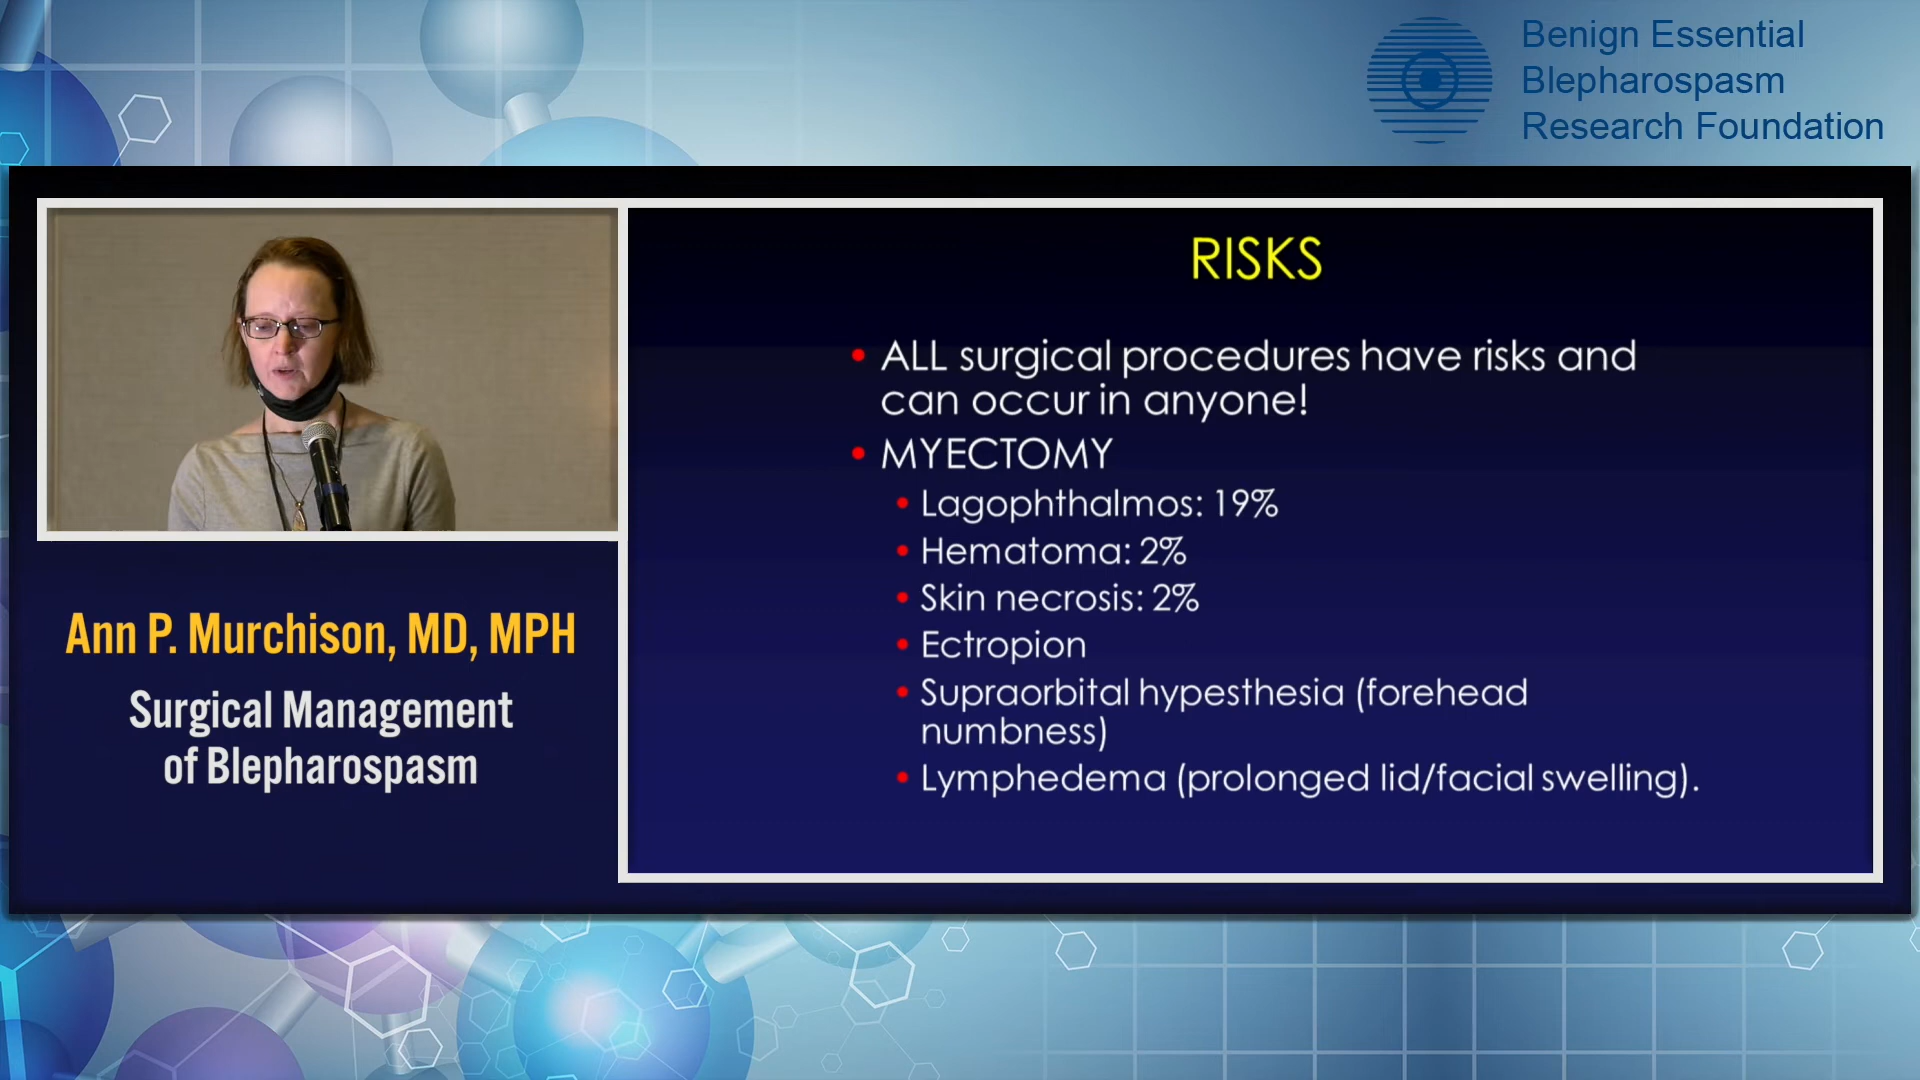 Benign Essential
Blepharospasm
Research Foundation
RISKS
• ALL surgical procedures have risks and
can occur in anyone!
• MYECTOMY
• Lagophthalmos: 19%
• Hematoma: 2%
• Skin necrosis: 2%
• Ectropion
• Supraorbital hypesthesia (forehead
numbness)
• Lymphedema (prolonged lid/facial swelling).
Ann P. Murchison, MD, MPH
Surgical Management
of Blepharospasm